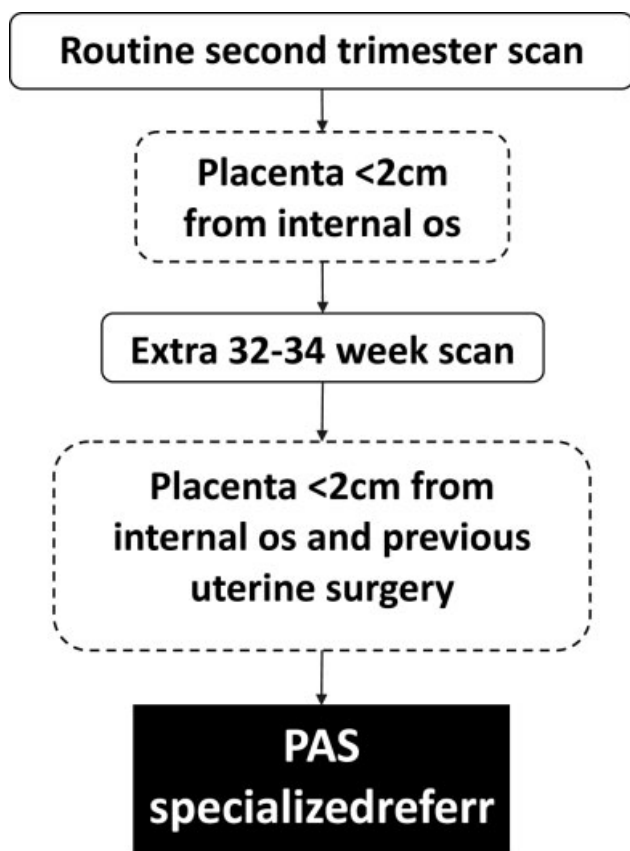 Routine second trimester scan
Placenta <2cm
from internal os
Extra 32-34 week scan
Placenta <2cm from
internal os and previous
uterine surgery
PAS
specializedreferr